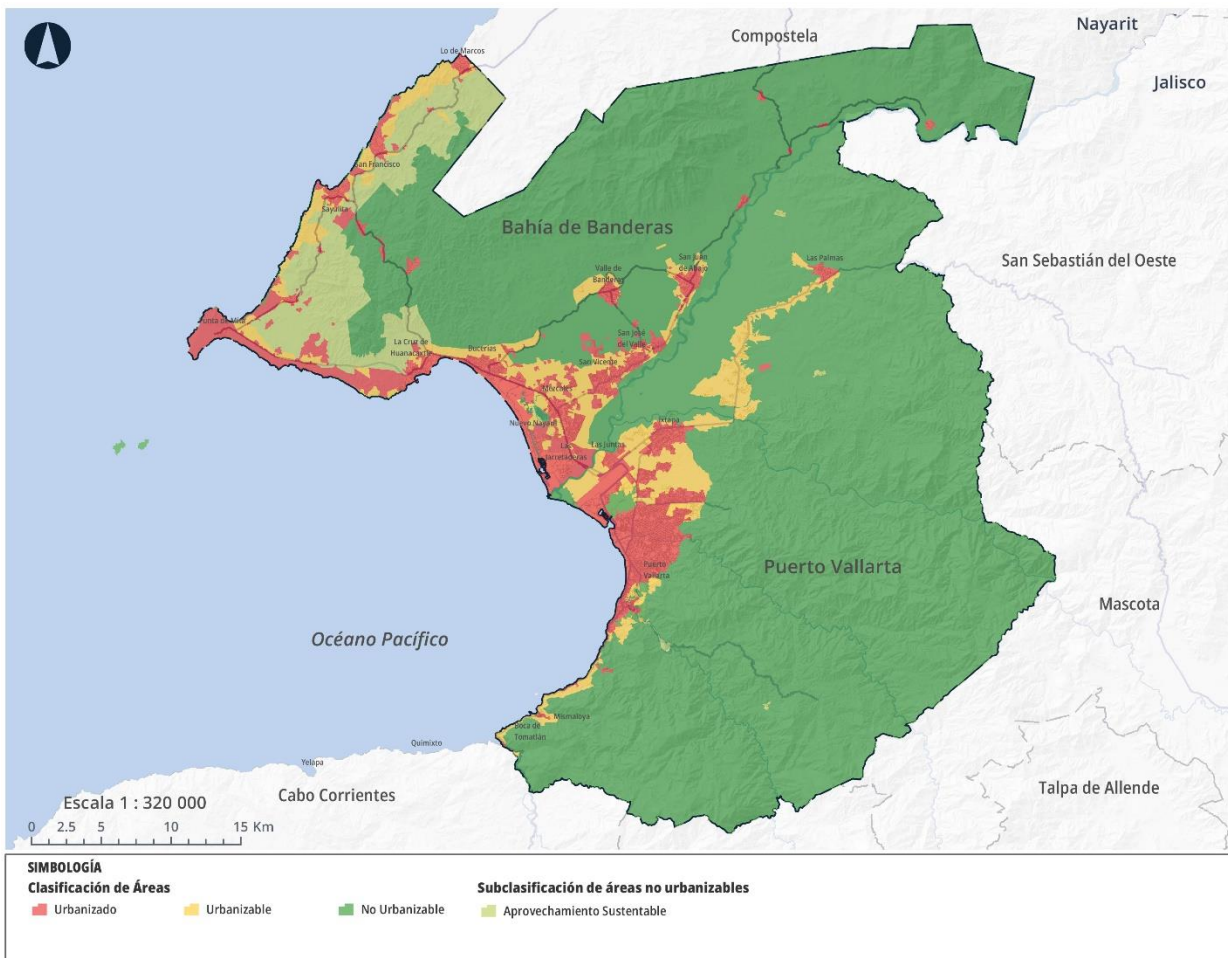 Nayarit
Compostela
Lo de Marcos
Jalisco
San Francisco
Sayulita
Bahía de Banderas
San Sebastián del Oeste
Las Palmas
San Juan
de Abajo
Valle de
Banderas
Punta de Mita
San José
del Valle
La Cruz de
Huanacaxtle
Bucerías
San Vicente
Mezcales
Nuevo Nayarit
Ixtapa
Las Juntas
Las
Jarretaderas
Puerto Vallarta
Puerto
Vallarta
Mascota
Océano Pacífico
Mismaloya
Boca de
Tomatlán
Quimixto
Yelapa
Cabo Corrientes
Talpa de Allende
Escala 1 : 320 000
0 2.5 5 10 15 Km
SIMBOLOGÍA
Clasificación de Áreas
Subclasificación de áreas no urbanizables
Urbanizado
Urbanizable
No Urbanizable
Aprovechamiento Sustentable